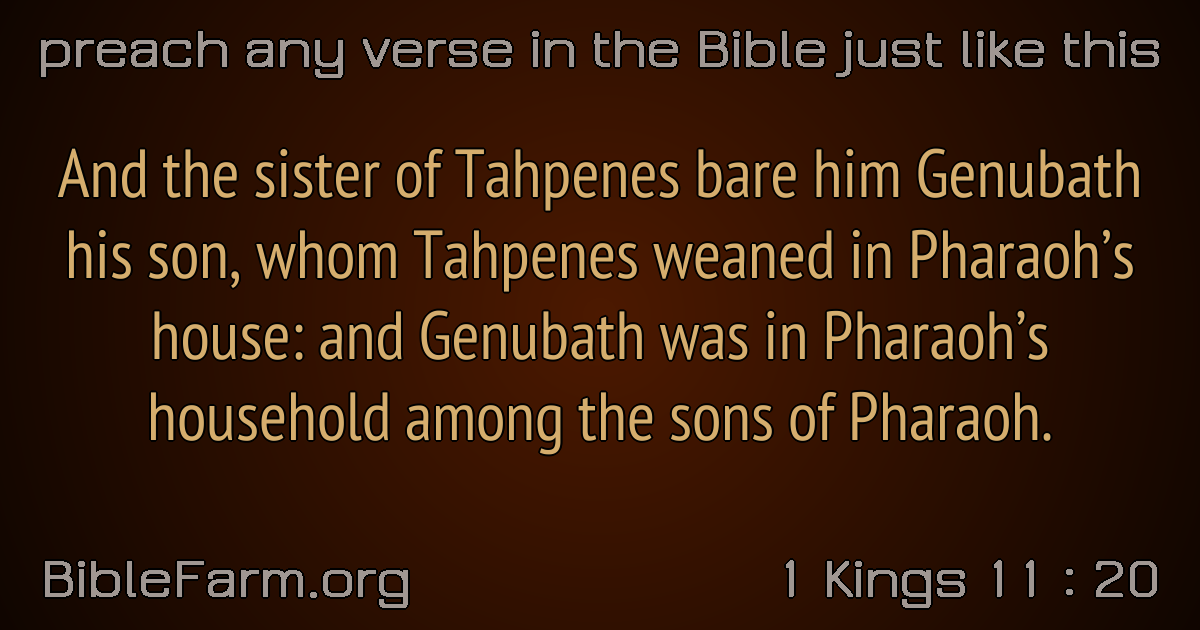 preach any verse in the Bible just like this
And the sister of Tahpenes bare him Genubath
his son, whom Tahpenes weaned in Pharaoh’s
house: and Genubath was in Pharaoh’s
household among the sons of Pharaoh.
BibleFarm.org
1 Kings 11 : 20